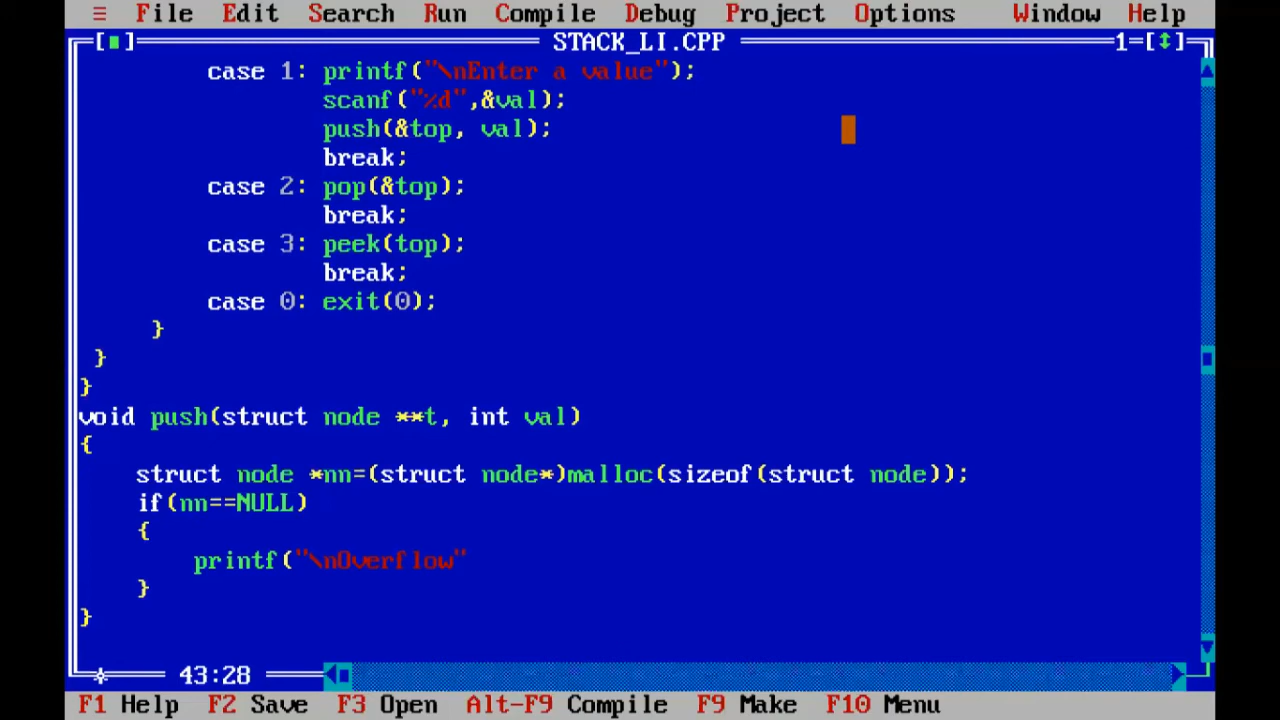 ≡ File Edit Search Run Compile Debug Project Options Window Help
[■] STACK_LI.CPP 1=[↕]
case 1: printf("\nEnter a value");
scanf("%d",&val);
push(&top, val);
break;
case 2: pop(&top);
break;
case 3: peek(top);
break;
case 0: exit(0);
}
}
}
void push(struct node **t, int val)
{
struct node *nn=(struct node*)malloc(sizeof(struct node));
if(nn==NULL)
{
printf("\nOverflow"
}
}
43:28
F1 Help F2 Save F3 Open Alt-F9 Compile F9 Make F10 Menu